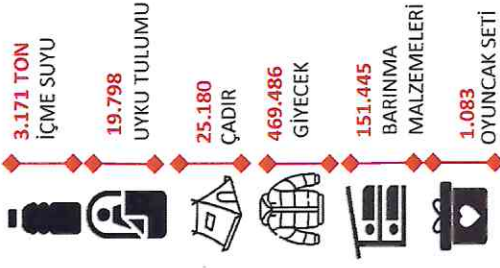 3.171 TON
İÇME SUYU
19.798
UYKU TULUMU
25.180
ÇADIR
469.486
GİYECEK
151.445
BARINMA
MALZEMELERİ
1.083
OYUNCAK SETİ